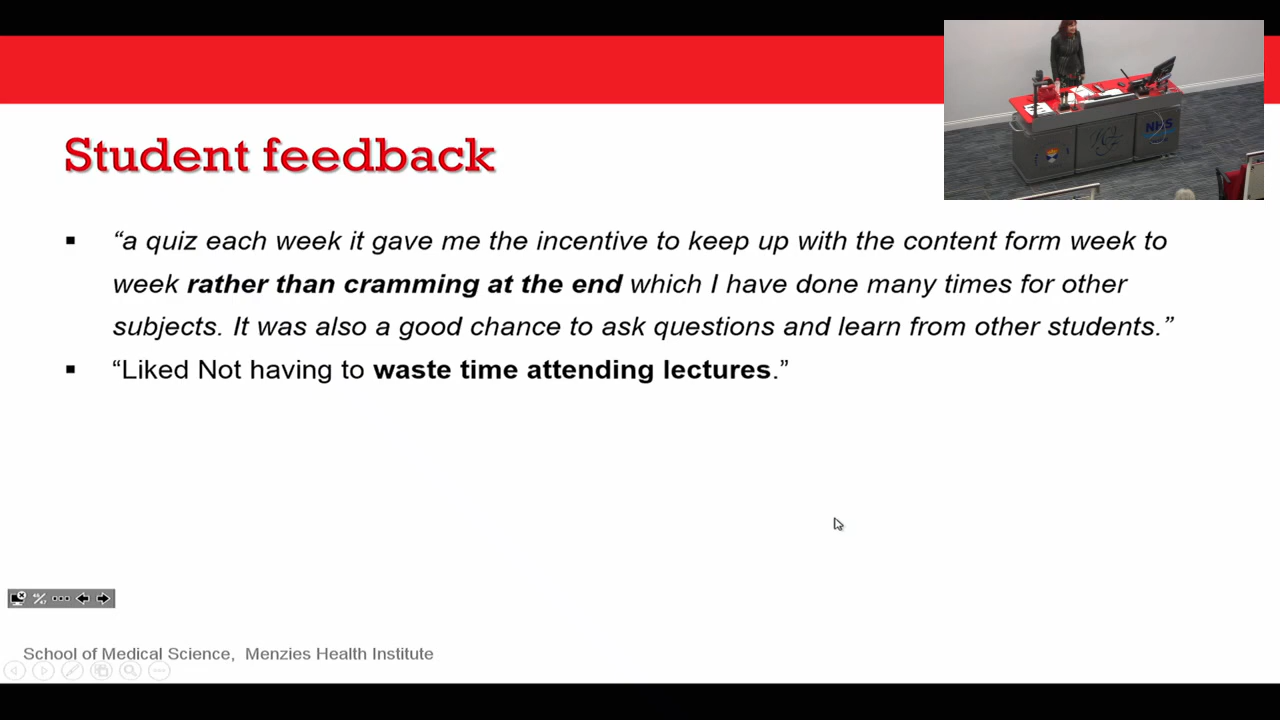 Student feedback
“a quiz each week it gave me the incentive to keep up with the content form week to
week rather than cramming at the end which I have done many times for other
subjects. It was also a good chance to ask questions and learn from other students.”
“Liked Not having to waste time attending lectures.”
School of Medical Science, Menzies Health Institute
NHS